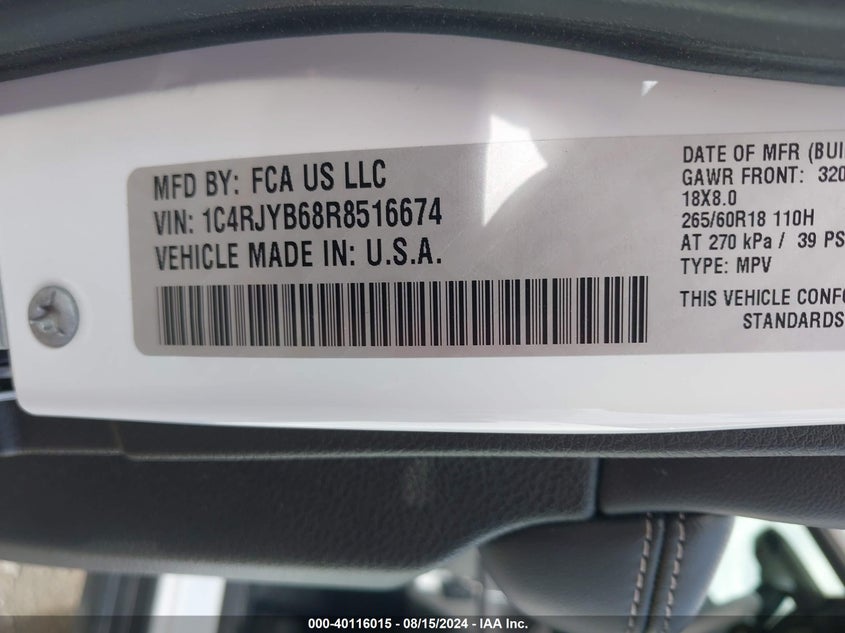 MFD BY: FCA US LLC
VIN: 1C4RJYB68R8516674
VEHICLE MADE IN: U.S.A.
DATE OF MFR (BUI
GAWR FRONT: 320
18X8.0
265/60R18 110H
AT 270 kPa / 39 PS
TYPE: MPV
THIS VEHICLE CONFO
STANDARDS
000-40116015 - 08/15/2024 - IAA Inc.